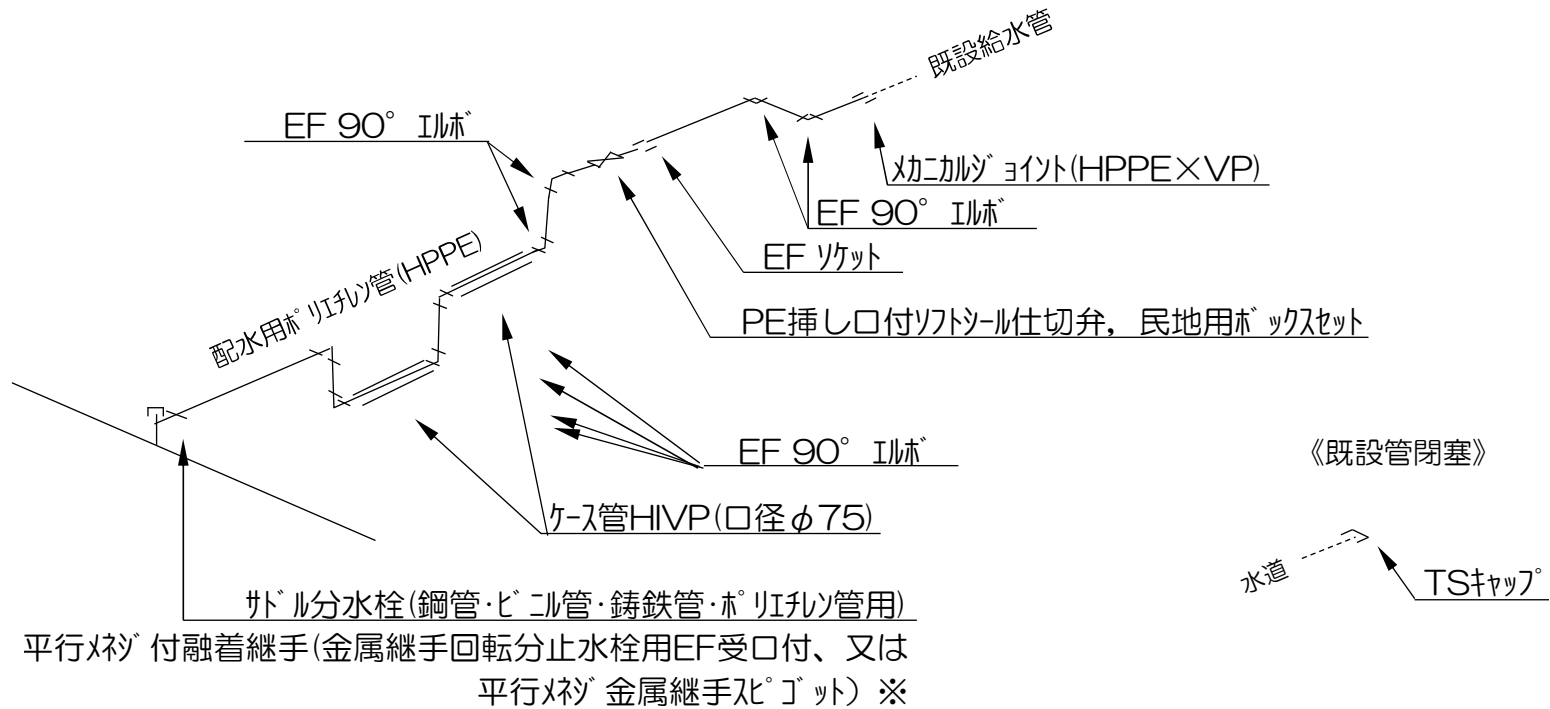 既設給水管
EF 90° ｴﾙﾎﾞ
ﾒｶﾆｶﾙｼﾞｮｲﾝﾄ(HPPE×VP)
EF 90° ｴﾙﾎﾞ
EF ｿｹｯﾄ
配水用ﾎﾟﾘｴﾁﾚﾝ管(HPPE)
PE挿し口付ｿﾌﾄｼｰﾙ仕切弁，民地用ﾎﾞｯｸｽｾｯﾄ
EF 90° ｴﾙﾎﾞ
《既設管閉塞》
ｹｰｽ管HIVP(口径φ75)
水道
TSｷｬｯﾌﾟ
ｻﾄﾞﾙ分水栓(鋼管･ﾋﾞﾆﾙ管･鋳鉄管･ﾎﾟﾘｴﾁﾚﾝ管用)
平行ﾒﾈｼﾞ付融着継手(金属継手回転分止水栓用EF受口付、又は
平行ﾒﾈｼﾞ金属継手ｽﾋﾟｺﾞｯﾄ) ※